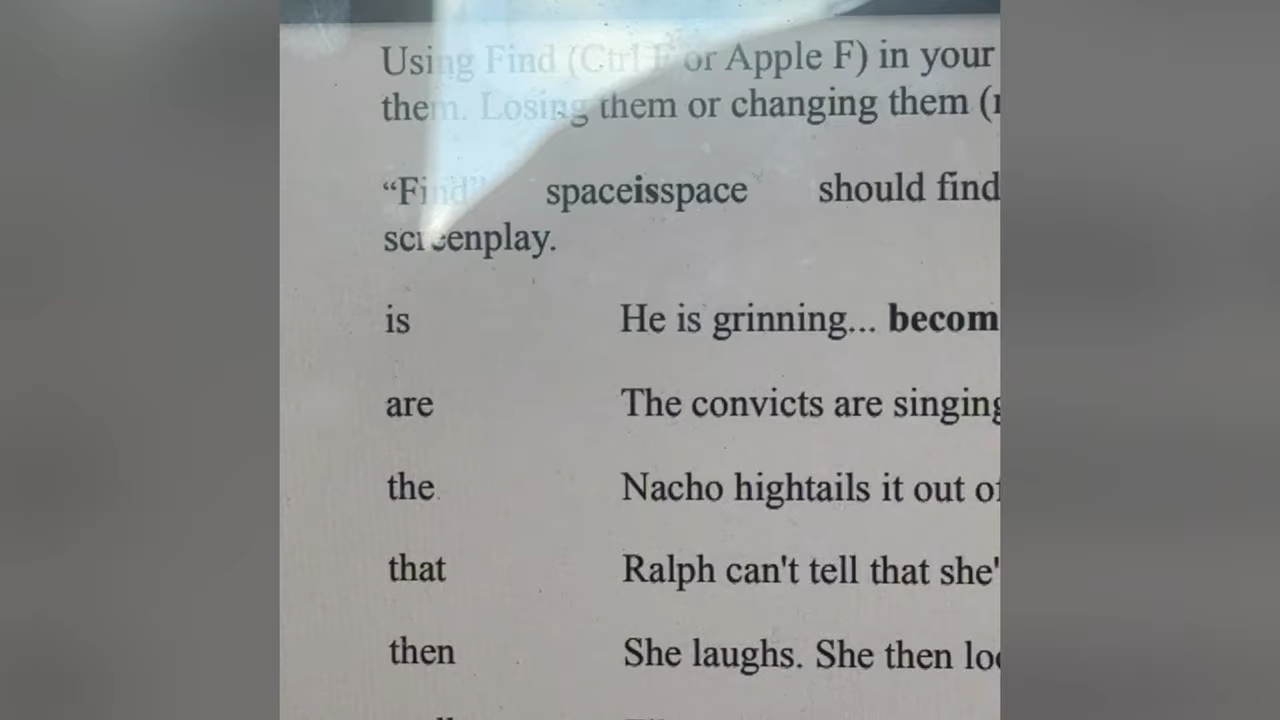 Using Find (Ctrl F or Apple F) in your
them. Losing them or changing them (
“Find” spaceisspace should find
screenplay.
is He is grinning... becom
are The convicts are singing
the Nacho hightails it out of
that Ralph can't tell that she'
then She laughs. She then loo